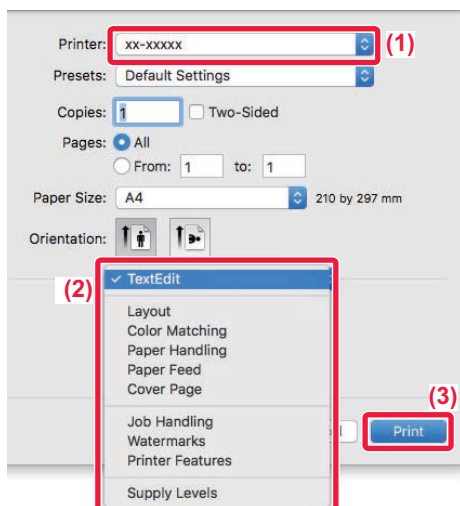 Printer: xx-xxxxx (1)
Presets: Default Settings
Copies: 1 Two-Sided
Pages: All
From: 1 to: 1
Paper Size: A4 210 by 297 mm
Orientation:
(2) ✓ TextEdit
Layout
Color Matching
Paper Handling
Paper Feed
Cover Page
(3)
Job Handling
Print
Watermarks
Printer Features
Supply Levels